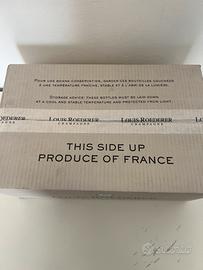 POUR UNE BONNE CONSERVATION, GARDER CES BOUTEILLES COUCHÉES
À UNE TEMPÉRATURE FRAÎCHE, STABLE ET À L'ABRI DE LA LUMIÈRE.
STORAGE ADVICE: THESE BOTTLES MUST BE LAID DOWN
AT A COOL AND STABLE TEMPERATURE AND PROTECTED FROM LIGHT.
LOUIS ROEDERER LOUIS ROEDERER
CHAMPAGNE CHAMPAGNE
THIS SIDE UP
PRODUCE OF FRANCE
subito